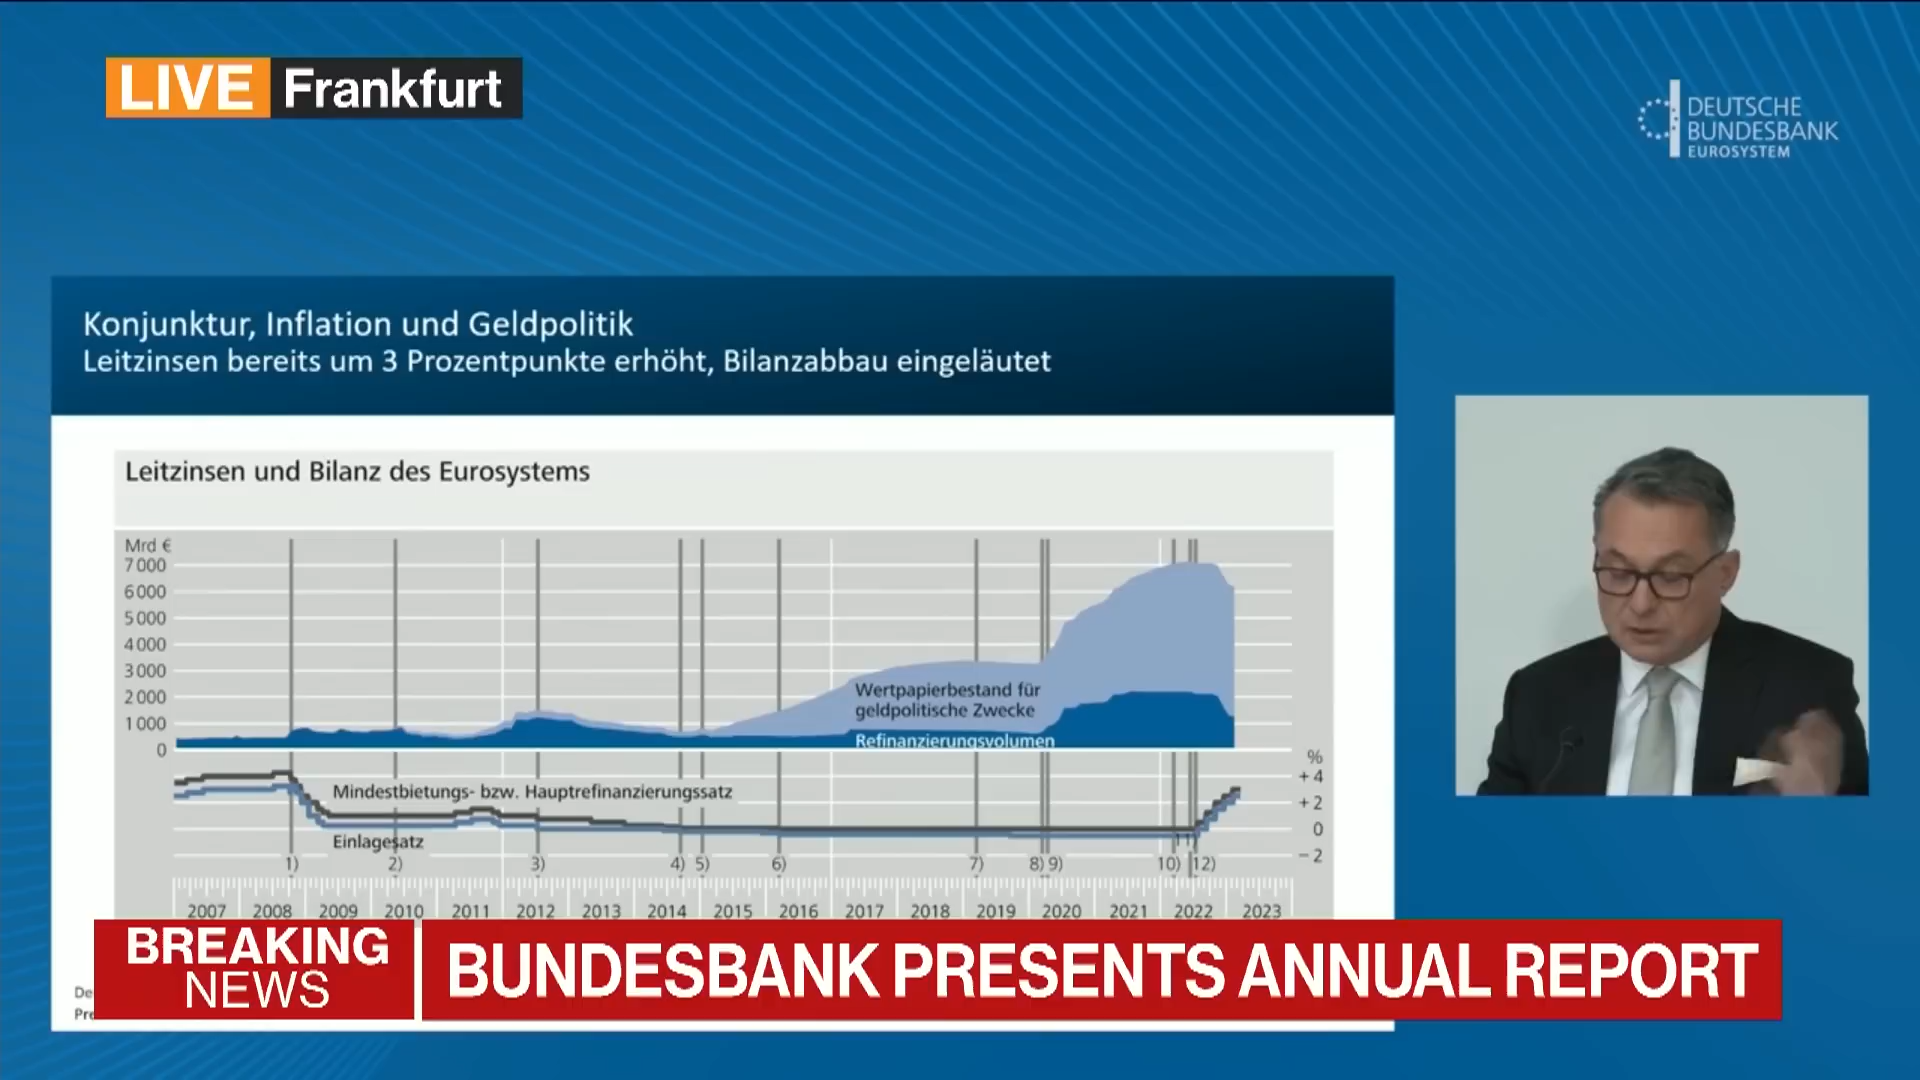 LIVE Frankfurt
DEUTSCHE
BUNDESBANK
EUROSYSTEM
Konjunktur, Inflation und Geldpolitik
Leitzinsen bereits um 3 Prozentpunkte erhöht, Bilanzabbau eingeläutet
Leitzinsen und Bilanz des Eurosystems
Mrd €
7 000
6 000
5 000
4 000
3 000
2 000
1 000
0
Wertpapierbestand für
geldpolitische Zwecke
Refinanzierungsvolumen
%
+ 4
+ 2
0
− 2
Mindestbietungs- bzw. Hauptrefinanzierungssatz
Einlagesatz
1) 2) 3) 4) 5) 6) 7) 8) 9) 10) 11) 12)
2007 2008 2009 2010 2011 2012 2013 2014 2015 2016 2017 2018 2019 2020 2021 2022 2023
BREAKING
NEWS
BUNDESBANK PRESENTS ANNUAL REPORT